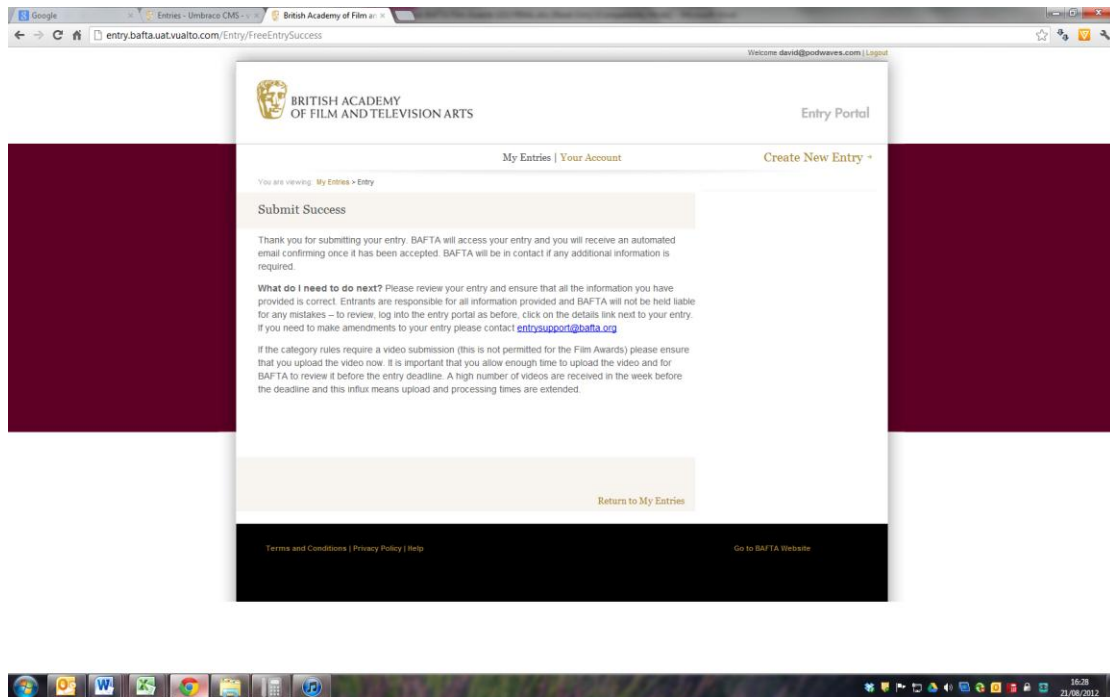 Google
Entries - Umbraco CMS - v
British Academy of Film an
entry.bafta.uat.vualto.com/Entry/FreeEntrySuccess
Welcome david@podwaves.com | Logout
BRITISH ACADEMY
OF FILM AND TELEVISION ARTS
Entry Portal
My Entries | Your Account
Create New Entry
You are viewing: My Entries > Entry
Submit Success
Thank you for submitting your entry. BAFTA will access your entry and you will receive an automated
email confirming once it has been accepted. BAFTA will be in contact if any additional information is
required.
What do I need to do next? Please review your entry and ensure that all the information you have
provided is correct. Entrants are responsible for all information provided and BAFTA will not be held liable
for any mistakes – to review, log into the entry portal as before, click on the details link next to your entry.
If you need to make amendments to your entry please contact entrysupport@bafta.org
If the category rules require a video submission (this is not permitted for the Film Awards) please ensure
that you upload the video now. It is important that you allow enough time to upload the video and for
BAFTA to review it before the entry deadline. A high number of videos are received in the week before
the deadline and this influx means upload and processing times are extended.
Return to My Entries
Terms and Conditions | Privacy Policy | Help
Go to BAFTA Website
16:28
21/08/2012